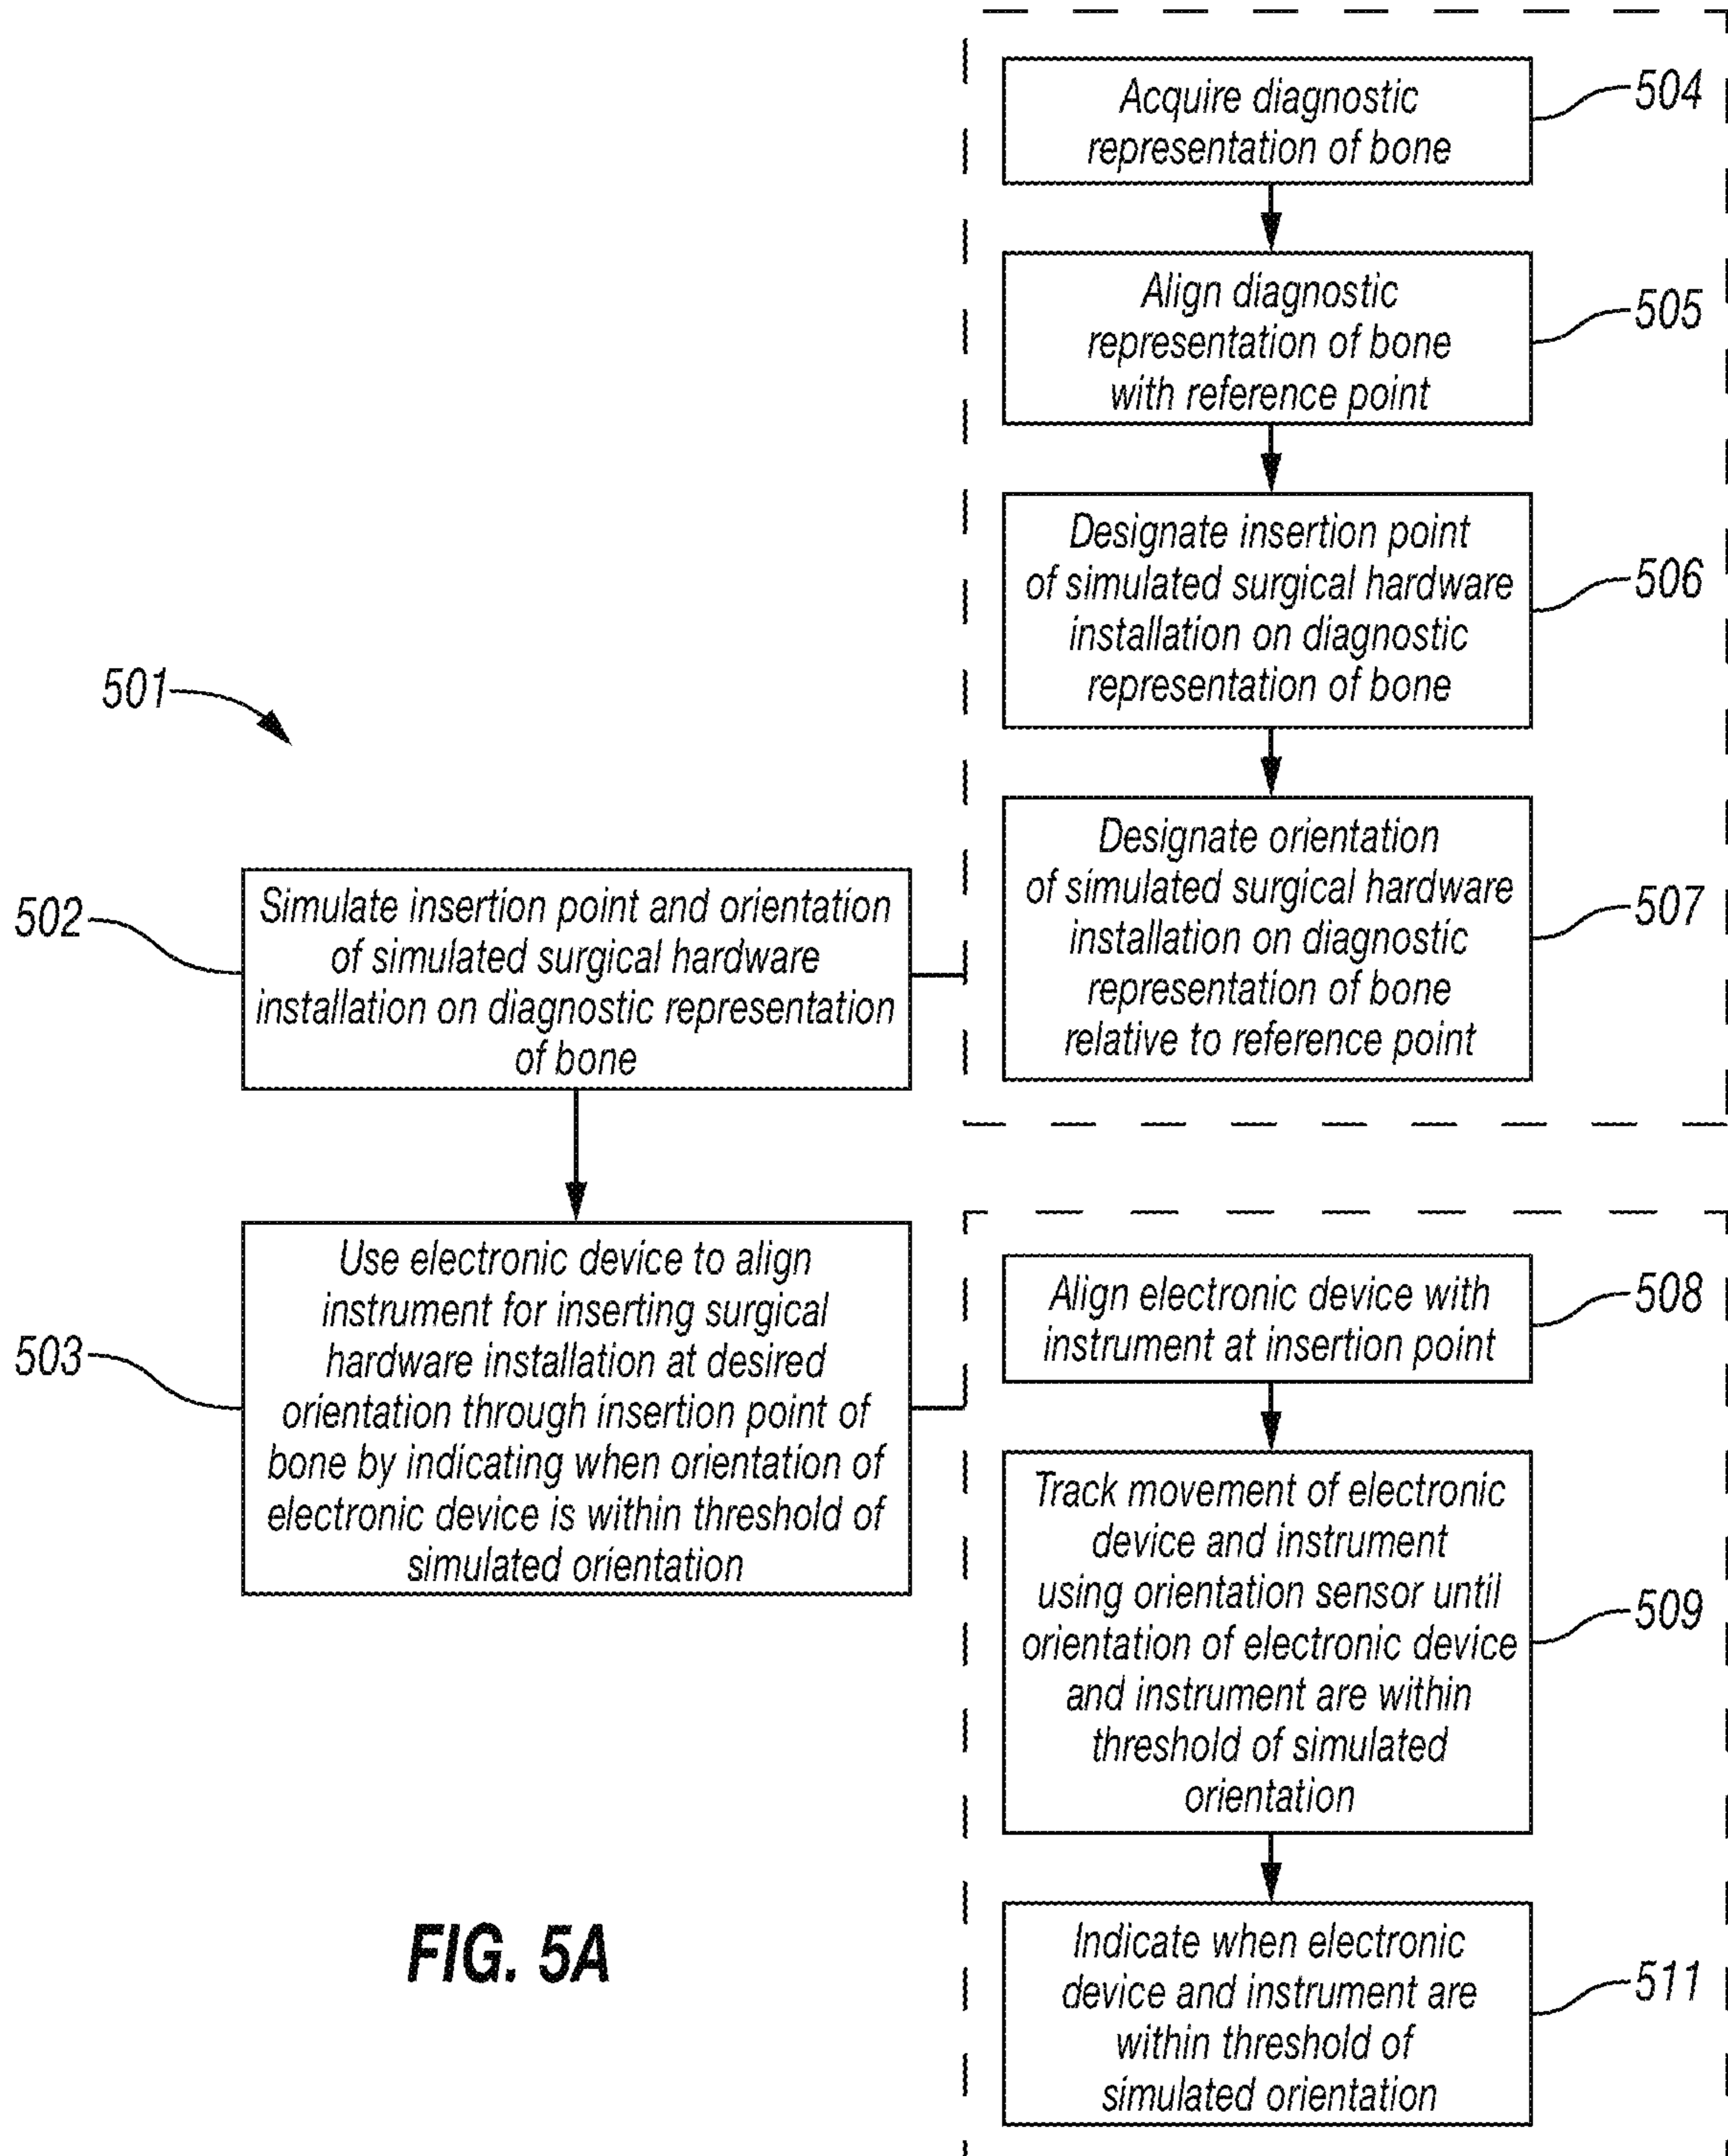 Acquire diagnostic
representation of bone
504
Align diagnostic
representation of bone
with reference point
505
Designate insertion point
of simulated surgical hardware
installation on diagnostic
representation of bone
506
501
Designate orientation
of simulated surgical hardware
installation on diagnostic
representation of bone
relative to reference point
507
502
Simulate insertion point and orientation
of simulated surgical hardware
installation on diagnostic representation
of bone
503
Use electronic device to align
instrument for inserting surgical
hardware installation at desired
orientation through insertion point of
bone by indicating when orientation of
electronic device is within threshold of
simulated orientation
Align electronic device with
instrument at insertion point
508
Track movement of electronic
device and instrument
using orientation sensor until
orientation of electronic device
and instrument are within
threshold of simulated
orientation
509
Indicate when electronic
device and instrument are
within threshold of
simulated orientation
511
FIG. 5A